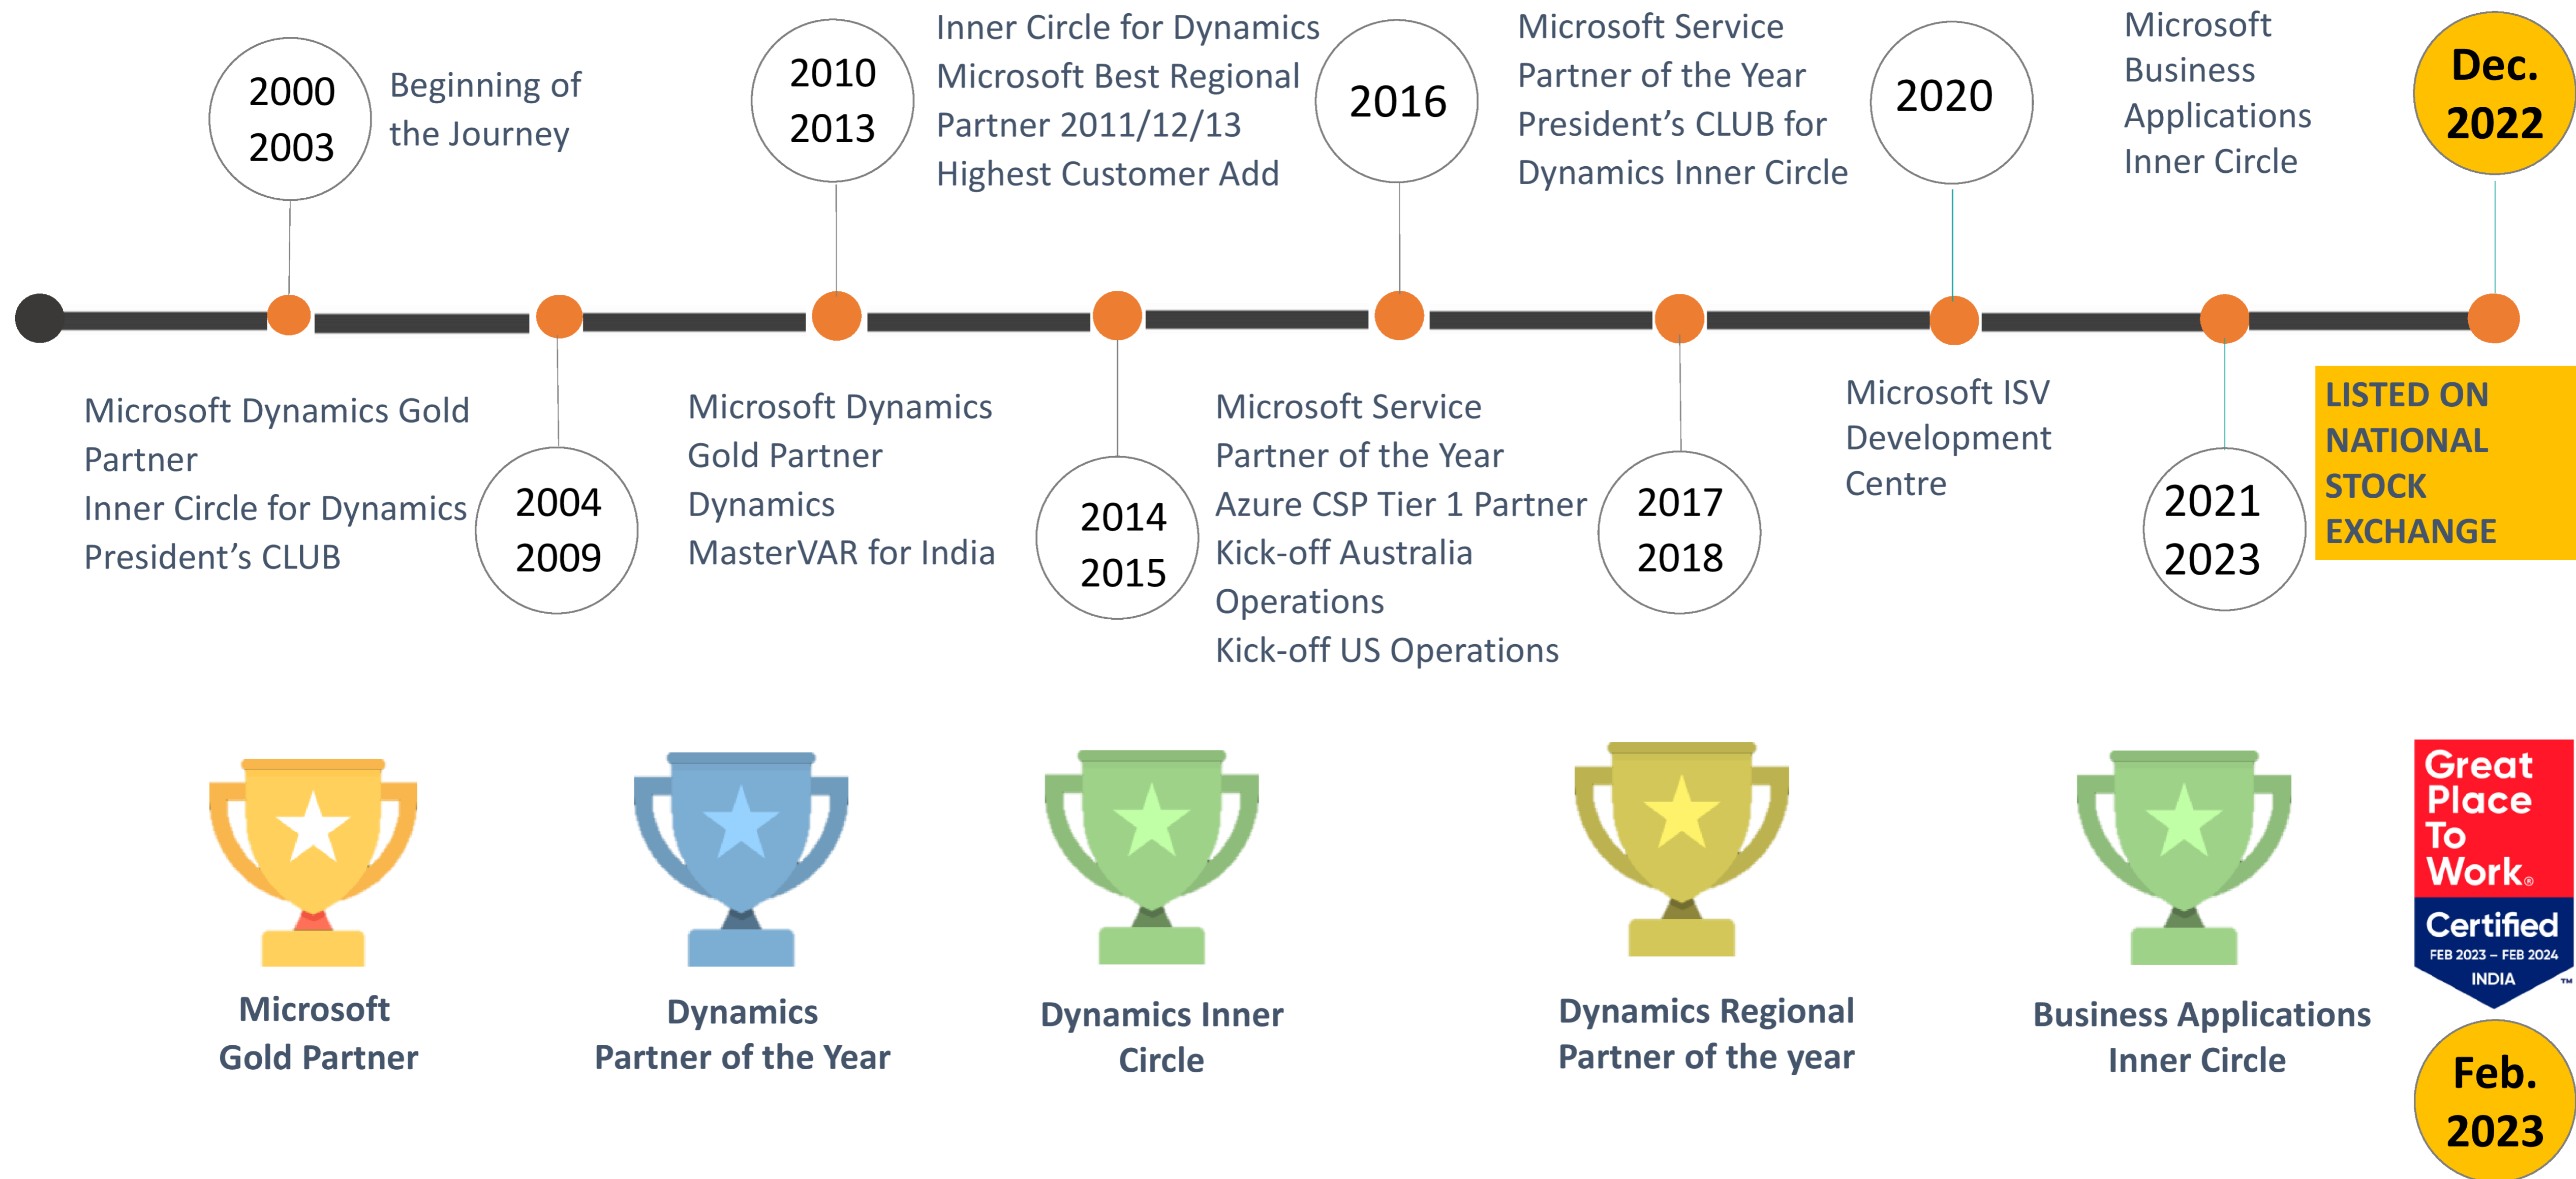 2000
2003
Beginning of
the Journey
2010
2013
Inner Circle for Dynamics
Microsoft Best Regional
Partner 2011/12/13
Highest Customer Add
2016
Microsoft Service
Partner of the Year
President’s CLUB for
Dynamics Inner Circle
2020
Microsoft
Business
Applications
Inner Circle
Dec.
2022
Microsoft Dynamics Gold
Partner
Inner Circle for Dynamics
President’s CLUB
2004
2009
Microsoft Dynamics
Gold Partner
Dynamics
MasterVAR for India
2014
2015
Microsoft Service
Partner of the Year
Azure CSP Tier 1 Partner
Kick-off Australia
Operations
Kick-off US Operations
2017
2018
Microsoft ISV
Development
Centre
2021
2023
LISTED ON
NATIONAL
STOCK
EXCHANGE
Microsoft
Gold Partner
Dynamics
Partner of the Year
Dynamics Inner
Circle
Dynamics Regional
Partner of the year
Business Applications
Inner Circle
Great
Place
To
Work®
Certified
FEB 2023 – FEB 2024
INDIA
™
Feb.
2023